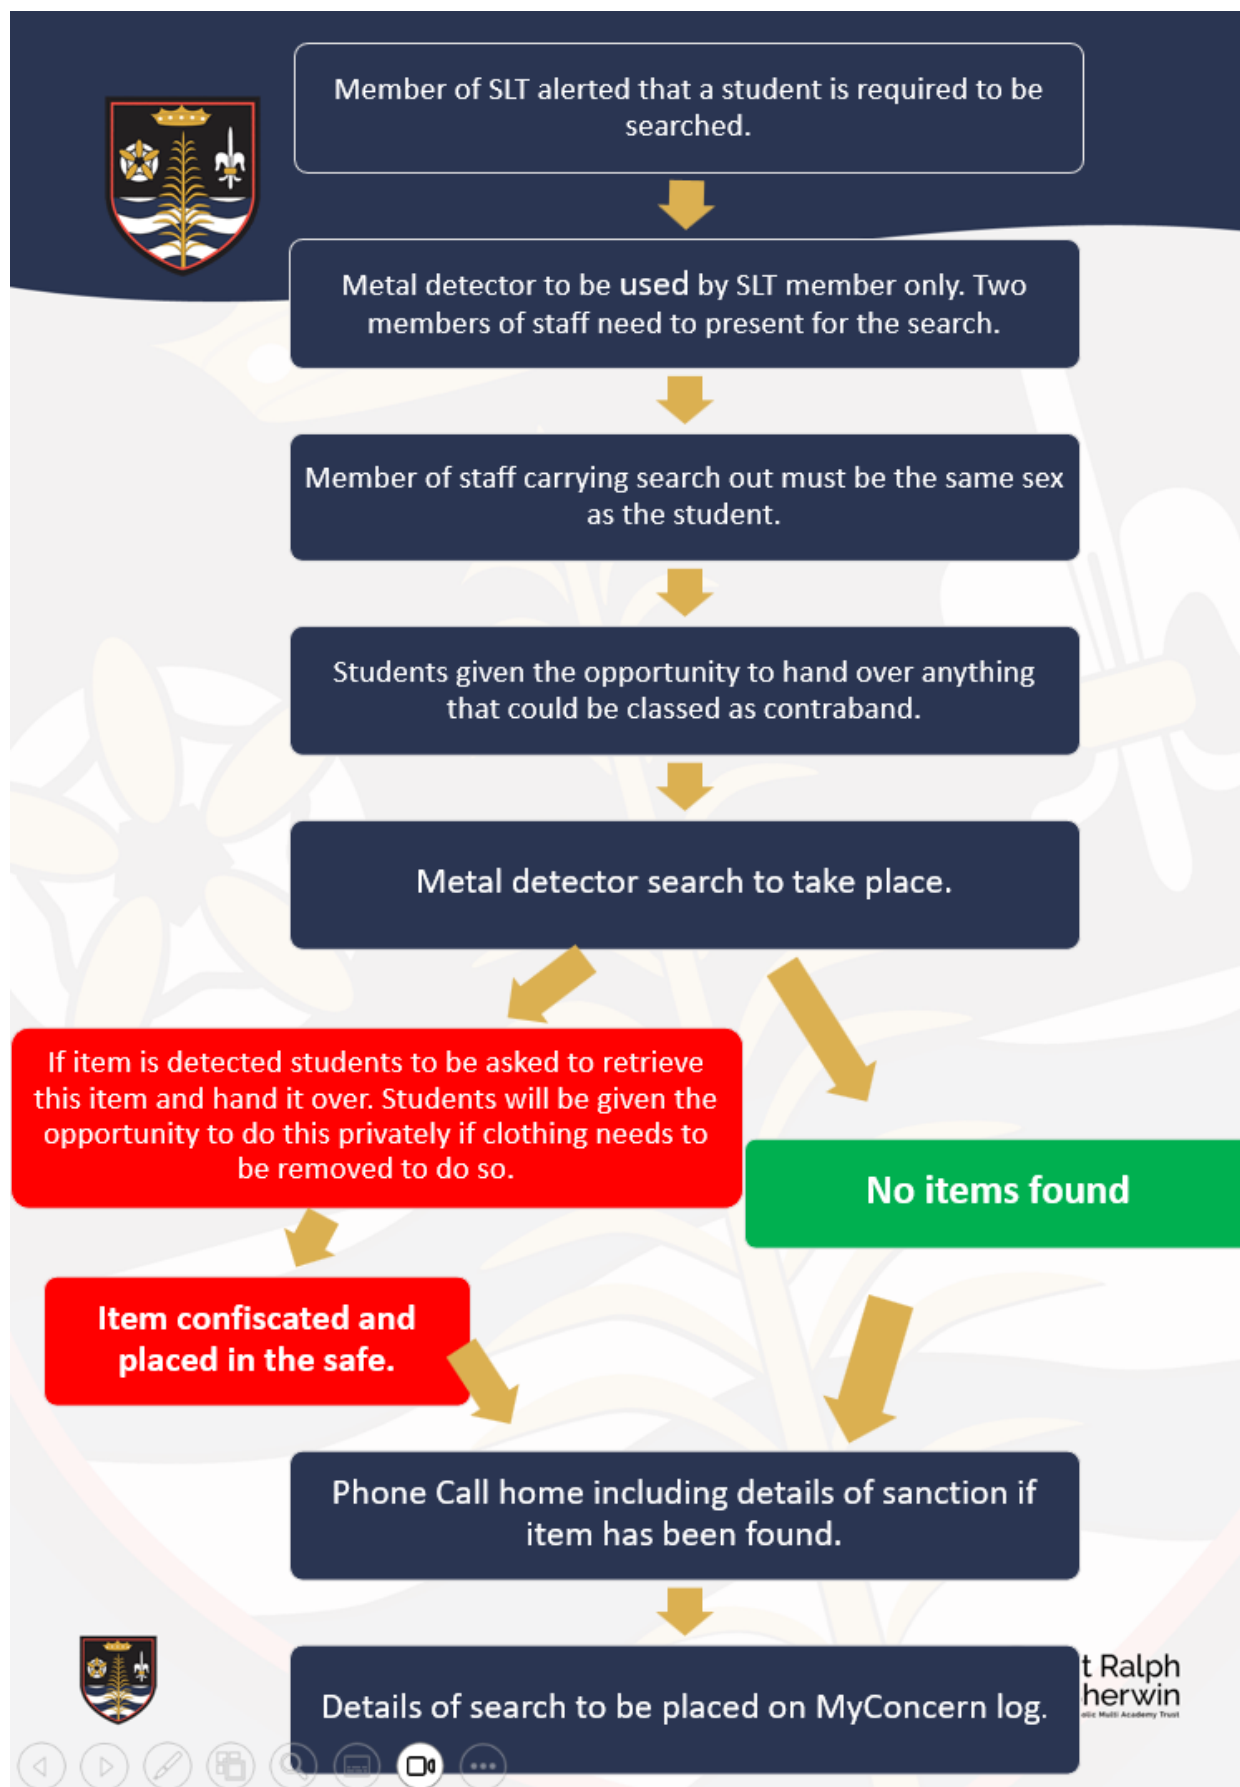 Member of SLT alerted that a student is required to be
searched.
Metal detector to be used by SLT member only. Two
members of staff need to present for the search.
Member of staff carrying search out must be the same sex
as the student.
Students given the opportunity to hand over anything
that could be classed as contraband.
Metal detector search to take place.
If item is detected students to be asked to retrieve
this item and hand it over. Students will be given the
opportunity to do this privately if clothing needs to
be removed to do so.
No items found
Item confiscated and
placed in the safe.
Phone Call home including details of sanction if
item has been found.
Details of search to be placed on MyConcern log.
t Ralph
herwin
olic Multi Academy Trust